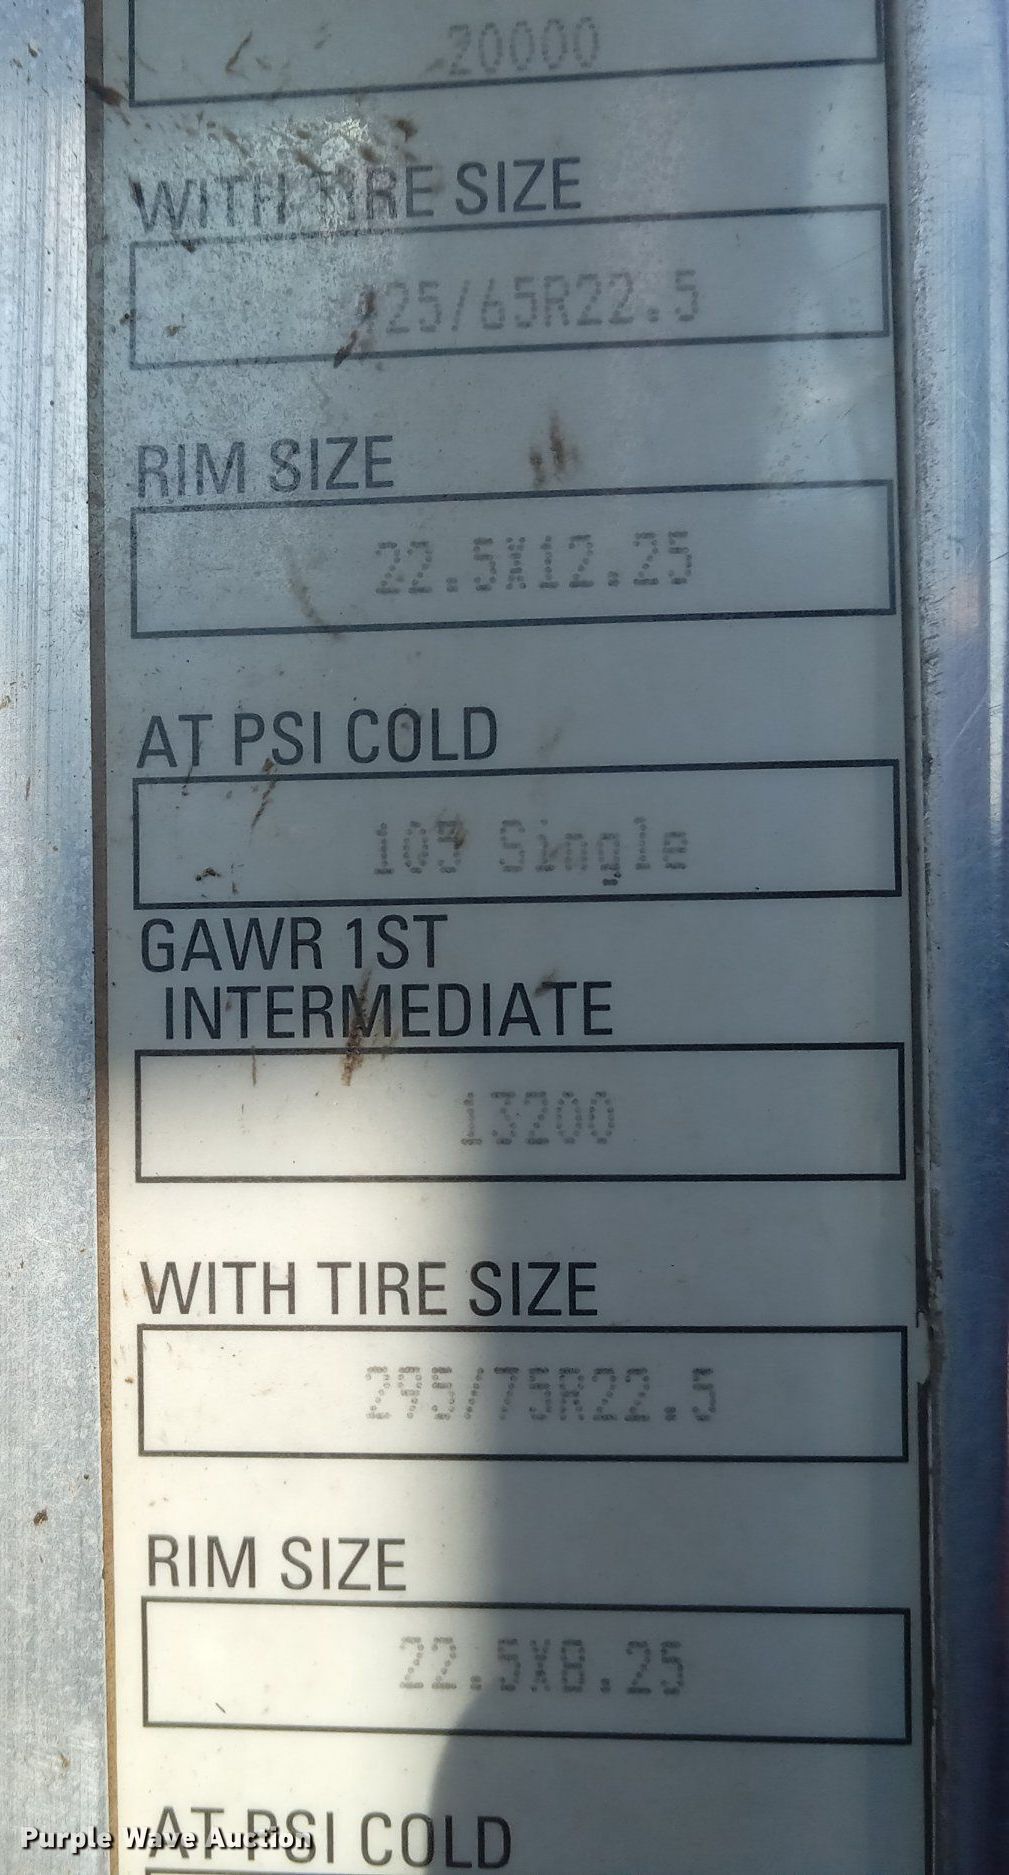 20000
WITH TIRE SIZE
425/65R22.5
RIM SIZE
22.5X12.25
AT PSI COLD
Single
GAWR 1ST
INTERMEDIATE
13200
WITH TIRE SIZE
295/75R22.5
RIM SIZE
22.5X8.25
AT PSI COLD
Purple Wave Auction